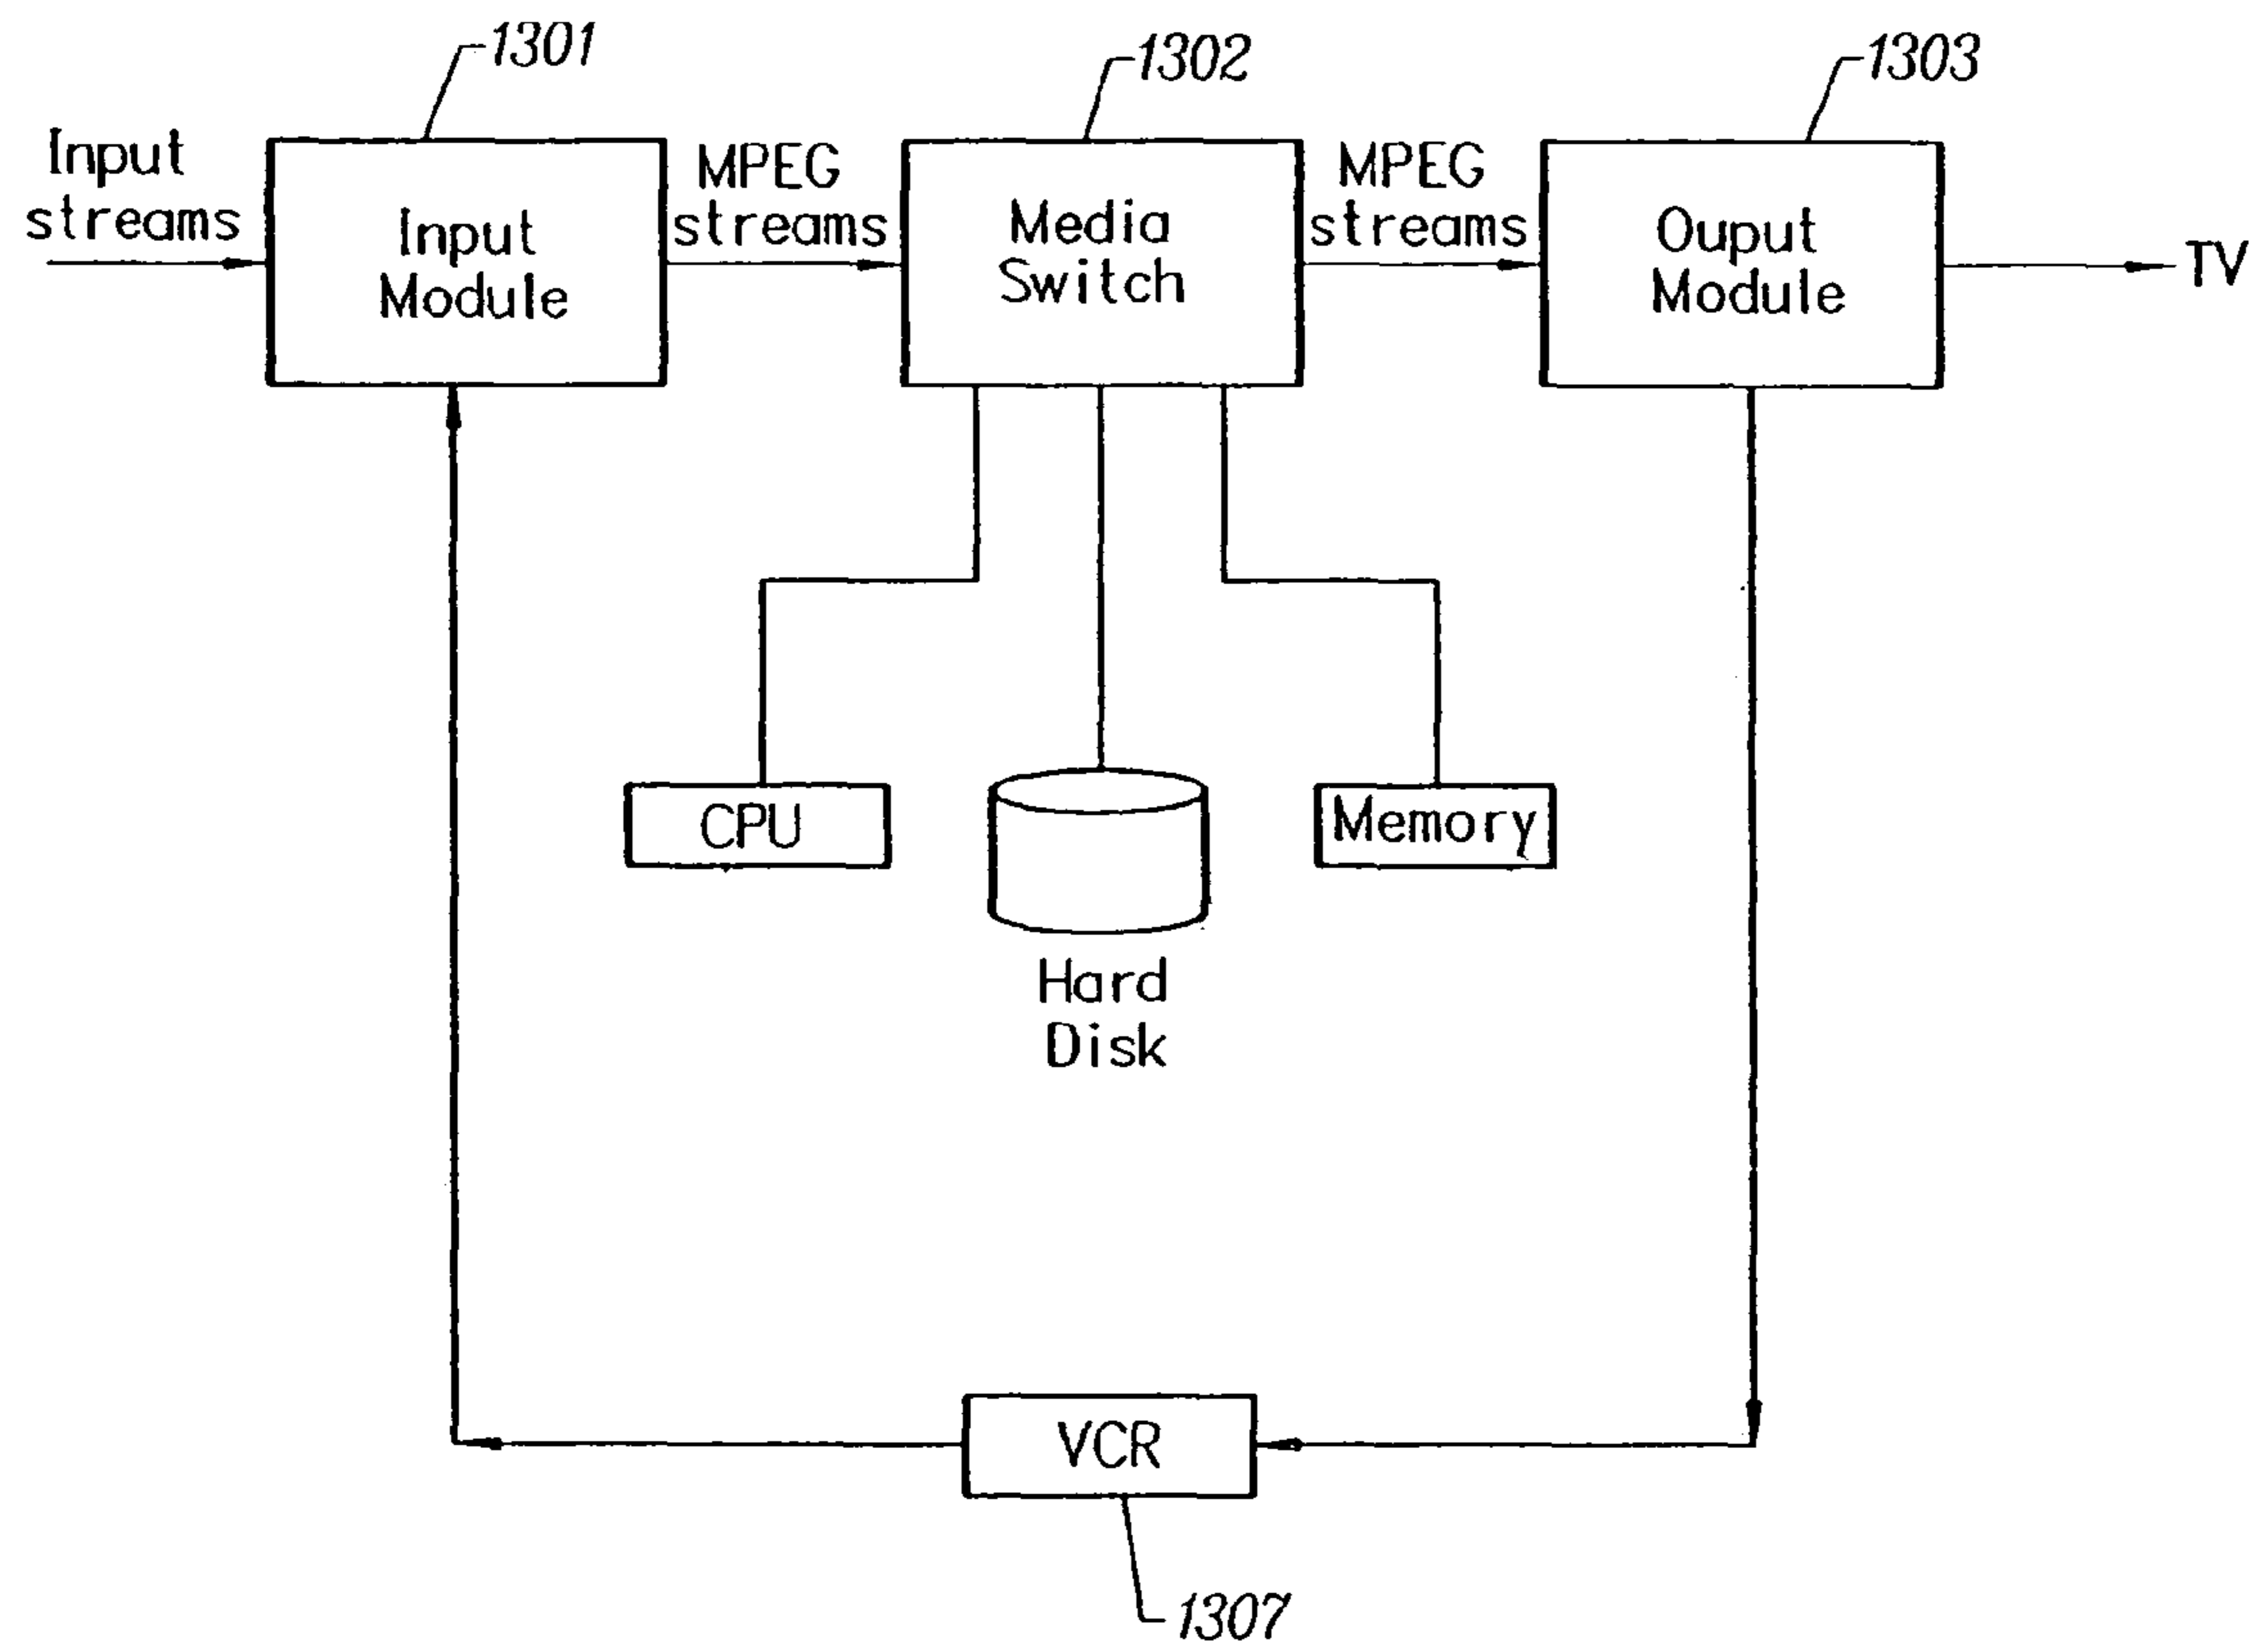 1301
1302
1303
Input
streams
Input
Module
MPEG
streams
Media
Switch
MPEG
streams
Ouput
Module
TV
CPU
Memory
Hard
Disk
VCR
1307